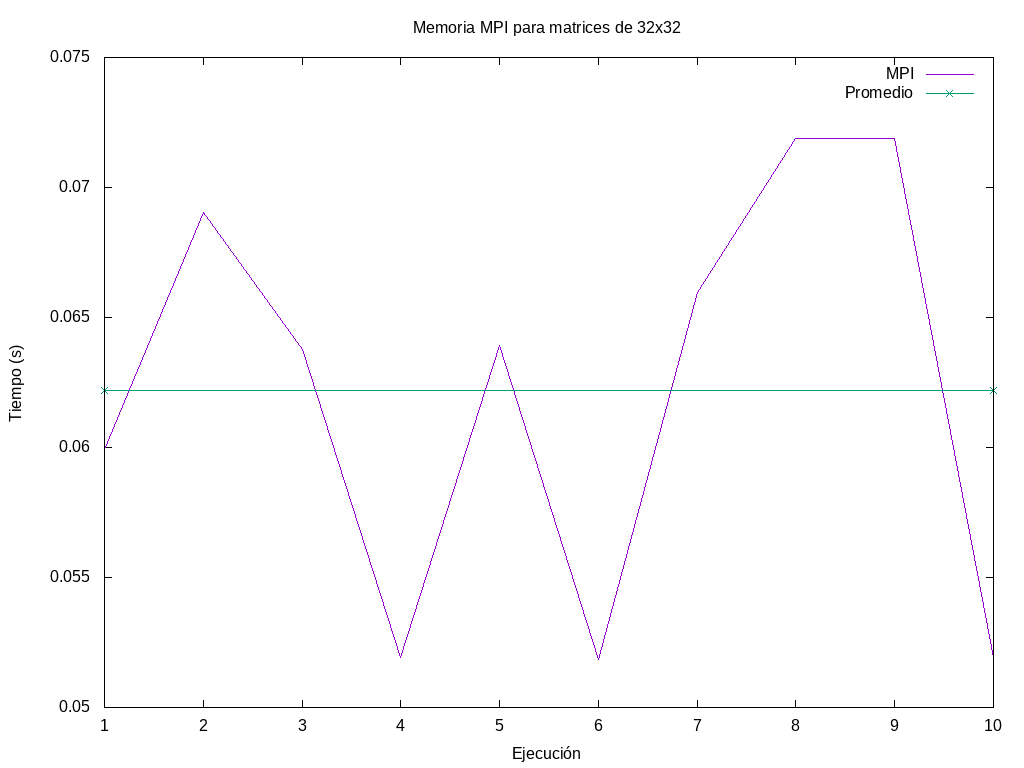 Memoria MPI para matrices de 32x32
0.075
MPI
Promedio
0.07
0.065
Tiempo (s)
0.06
0.055
0.05
1 2 3 4 5 6 7 8 9 10
Ejecución